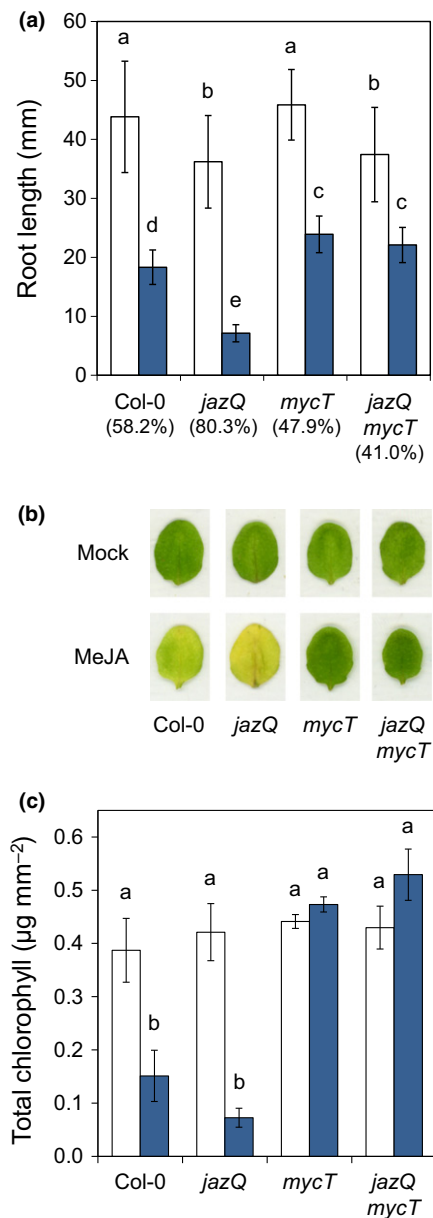 (a)
Root length (mm)
60
50
40
30
20
10
0
a
b
a
b
d
e
c
c
Col-0
(58.2%)
jazQ
(80.3%)
mycT
(47.9%)
jazQ
mycT
(41.0%)
(b)
Mock
MeJA
Col-0
jazQ
mycT
jazQ
mycT
(c)
Total chlorophyll (µg mm⁻²)
0.6
0.5
0.4
0.3
0.2
0.1
0.0
a
b
a
b
a
a
a
a
Col-0
jazQ
mycT
jazQ
mycT